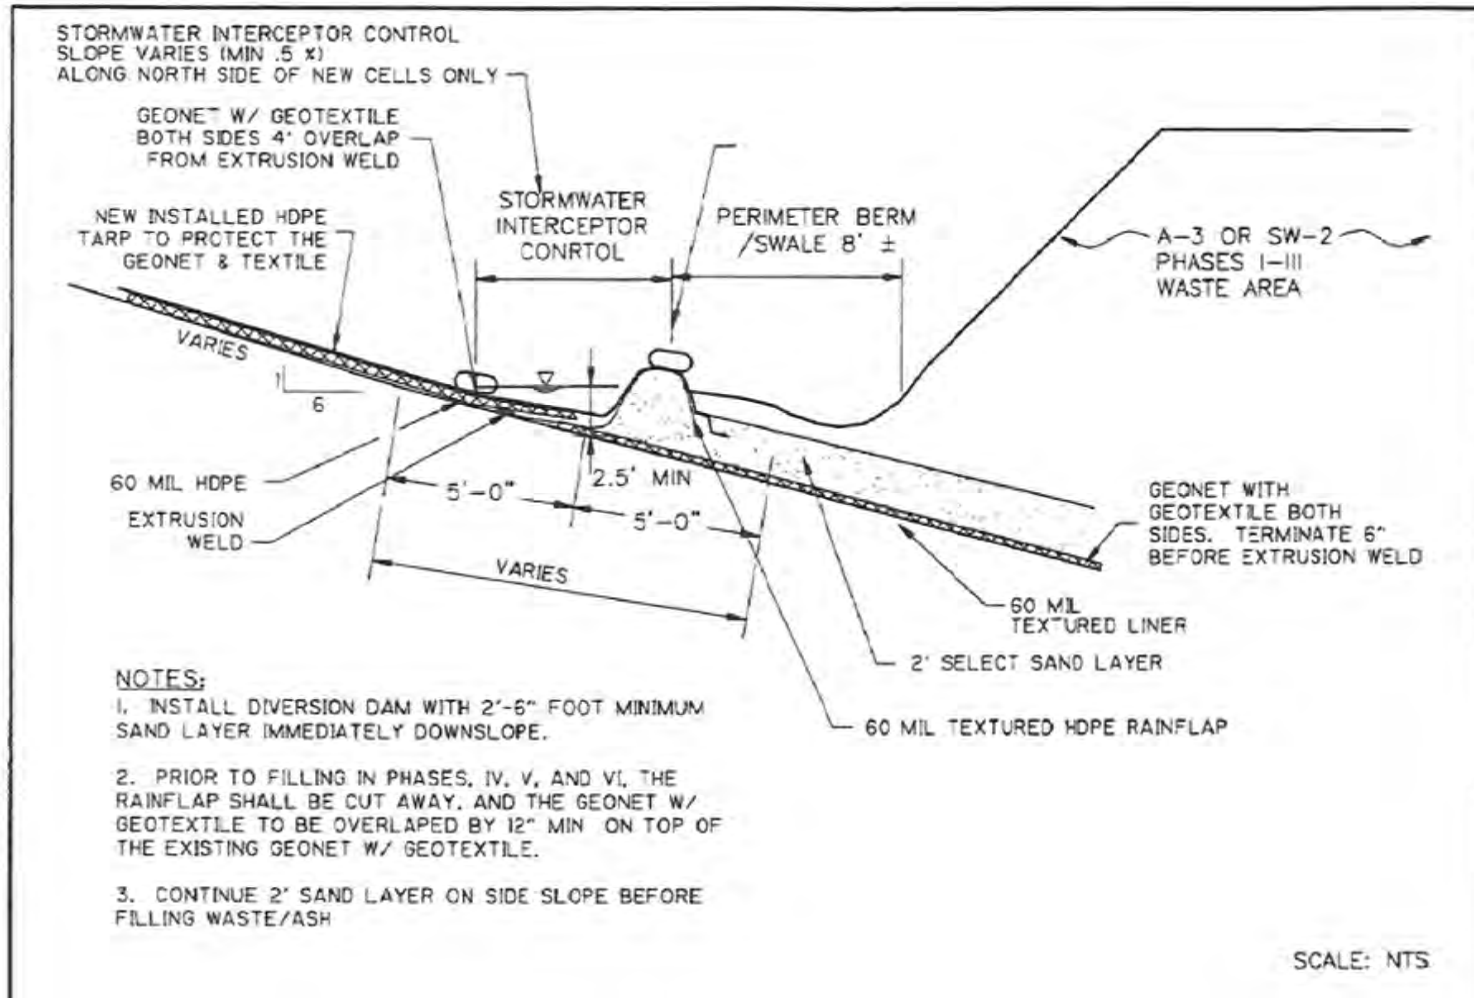 STORMWATER INTERCEPTOR CONTROL
SLOPE VARIES (MIN .5 %)
ALONG NORTH SIDE OF NEW CELLS ONLY
GEONET W/ GEOTEXTILE
BOTH SIDES 4' OVERLAP
FROM EXTRUSION WELD
STORMWATER
INTERCEPTOR
CONRTOL
PERIMETER BERM
/SWALE 8' ±
NEW INSTALLED HDPE
TARP TO PROTECT THE
GEONET & TEXTILE
A-3 OR SW-2
PHASES I-III
WASTE AREA
VARIES
1
6
60 MIL HDPE
5'-0"
2.5' MIN
5'-0"
EXTRUSION
WELD
VARIES
GEONET WITH
GEOTEXTILE BOTH
SIDES. TERMINATE 6"
BEFORE EXTRUSION WELD
60 MIL
TEXTURED LINER
2' SELECT SAND LAYER
60 MIL TEXTURED HDPE RAINFLAP
NOTES:
1. INSTALL DIVERSION DAM WITH 2'-6" FOOT MINIMUM
SAND LAYER IMMEDIATELY DOWNSLOPE.
2. PRIOR TO FILLING IN PHASES, IV, V, AND VI, THE
RAINFLAP SHALL BE CUT AWAY, AND THE GEONET W/
GEOTEXTILE TO BE OVERLAPED BY 12" MIN ON TOP OF
THE EXISTING GEONET W/ GEOTEXTILE.
3. CONTINUE 2' SAND LAYER ON SIDE SLOPE BEFORE
FILLING WASTE/ASH
SCALE: NTS